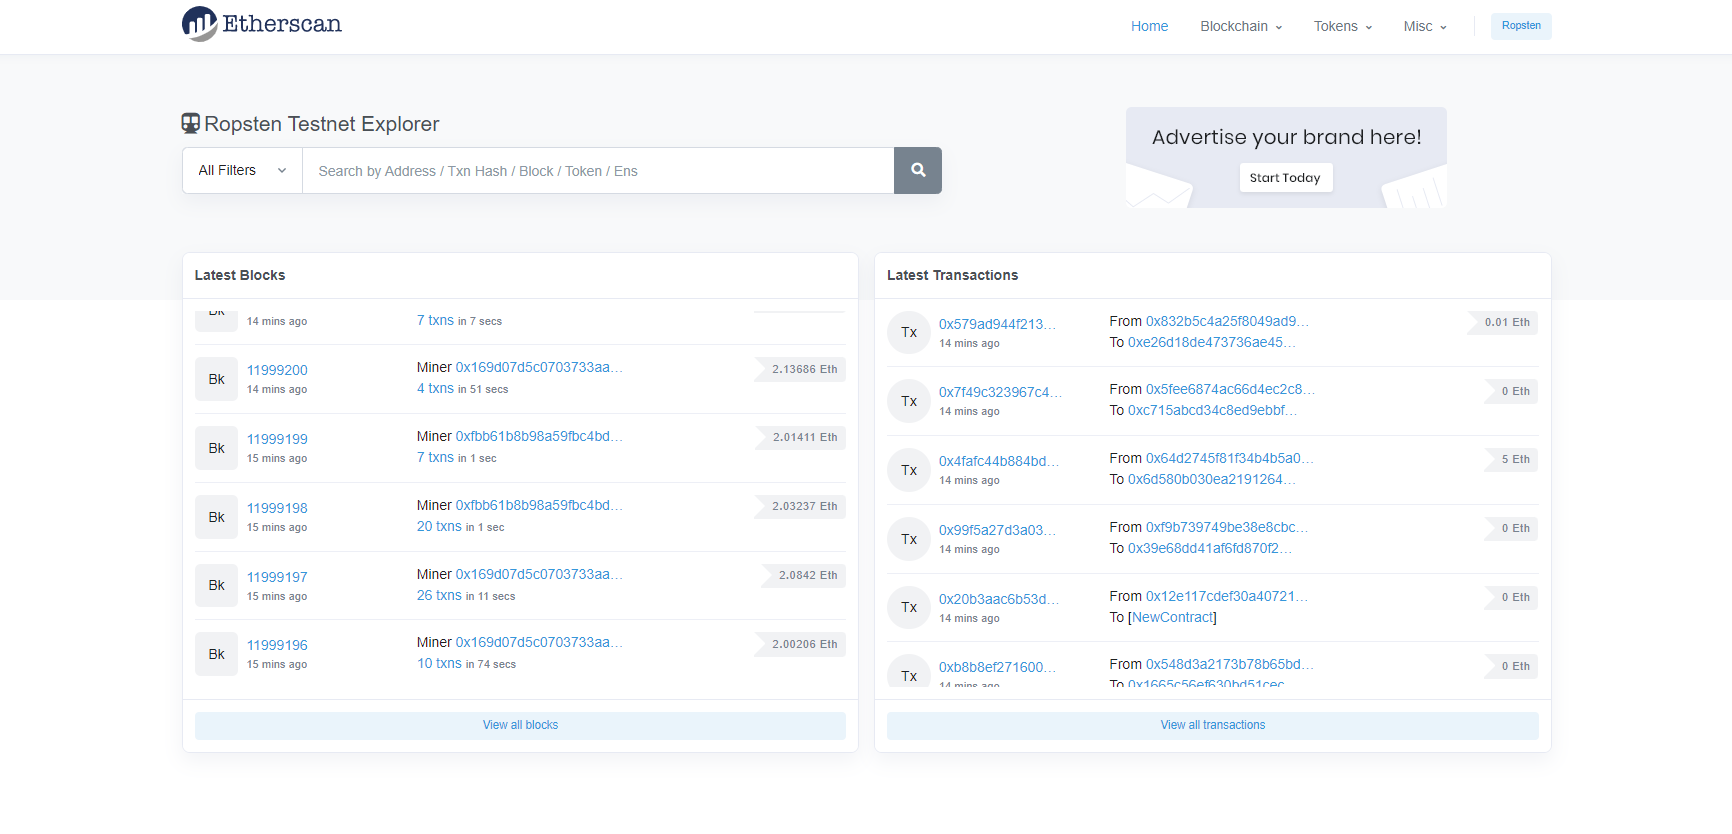 Etherscan
Home Blockchain Tokens Misc Ropsten
Ropsten Testnet Explorer
All Filters Search by Address / Txn Hash / Block / Token / Ens
Advertise your brand here!
Start Today
Latest Blocks
Bk 14 mins ago 7 txns in 7 secs
Bk 11999200 14 mins ago Miner 0x169d07d5c0703733aa... 4 txns in 51 secs 2.13686 Eth
Bk 11999199 15 mins ago Miner 0xfbb61b8b98a59fbc4bd... 7 txns in 1 sec 2.01411 Eth
Bk 11999198 15 mins ago Miner 0xfbb61b8b98a59fbc4bd... 20 txns in 1 sec 2.03237 Eth
Bk 11999197 15 mins ago Miner 0x169d07d5c0703733aa... 26 txns in 11 secs 2.0842 Eth
Bk 11999196 15 mins ago Miner 0x169d07d5c0703733aa... 10 txns in 74 secs 2.00206 Eth
View all blocks
Latest Transactions
Tx 0x579ad944f213... 14 mins ago From 0x832b5c4a25f8049ad9... To 0xe26d18de473736ae45... 0.01 Eth
Tx 0x7f49c323967c4... 14 mins ago From 0x5fee6874ac66d4ec2c8... To 0xc715abcd34c8ed9ebbf... 0 Eth
Tx 0x4fafc44b884bd... 14 mins ago From 0x64d2745f81f34b4b5a0... To 0x6d580b030ea2191264... 5 Eth
Tx 0x99f5a27d3a03... 14 mins ago From 0xf9b739749be38e8cbc... To 0x39e68dd41af6fd870f2... 0 Eth
Tx 0x20b3aac6b53d... 14 mins ago From 0x12e117cdef30a40721... To [NewContract] 0 Eth
Tx 0xb8b8ef271600... 14 mins ago From 0x548d3a2173b78b65bd... To 0x1665c56ef630bd51cec 0 Eth
View all transactions